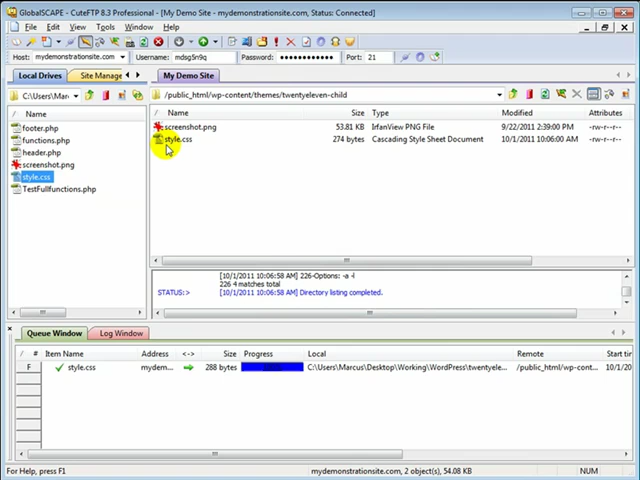 GlobalSCAPE - CuteFTP 8.3 Professional - [My Demo Site - mydemonstrationsite.com, Status: Connected]
File Edit View Tools Window Help
Host: mydemonstrationsite.com Username: mdsg5n9q Password: •••••••••••• Port: 21
Local Drives Site Manage
My Demo Site
C:\Users\Mar
/public_html/wp-content/themes/twentyeleven-child
Name
footer.php
functions.php
header.php
screenshot.png
style.css
TestFullfunctions.php
Name Size Type Modified Attributes
screenshot.png 53.81 KB IrfanView PNG File 9/22/2011 2:39:00 PM -rw-r--r--
style.css 274 bytes Cascading Style Sheet Document 10/1/2011 10:06:00 AM -rw-r--r--
[10/1/2011 10:06:58 AM] 226-Options: -a -l
226 4 matches total
STATUS:> [10/1/2011 10:06:58 AM] Directory listing completed.
Queue Window Log Window
/ # Item Name Address <-> Size Progress Local Remote Start tir
F style.css mydem... 288 bytes C:\Users\Marcus\Desktop\Working\WordPress\twentyele... /public_html/wp-cont... 10/1/20
For Help, press F1
mydemonstrationsite.com, 2 object(s), 54.08 KB
NUM